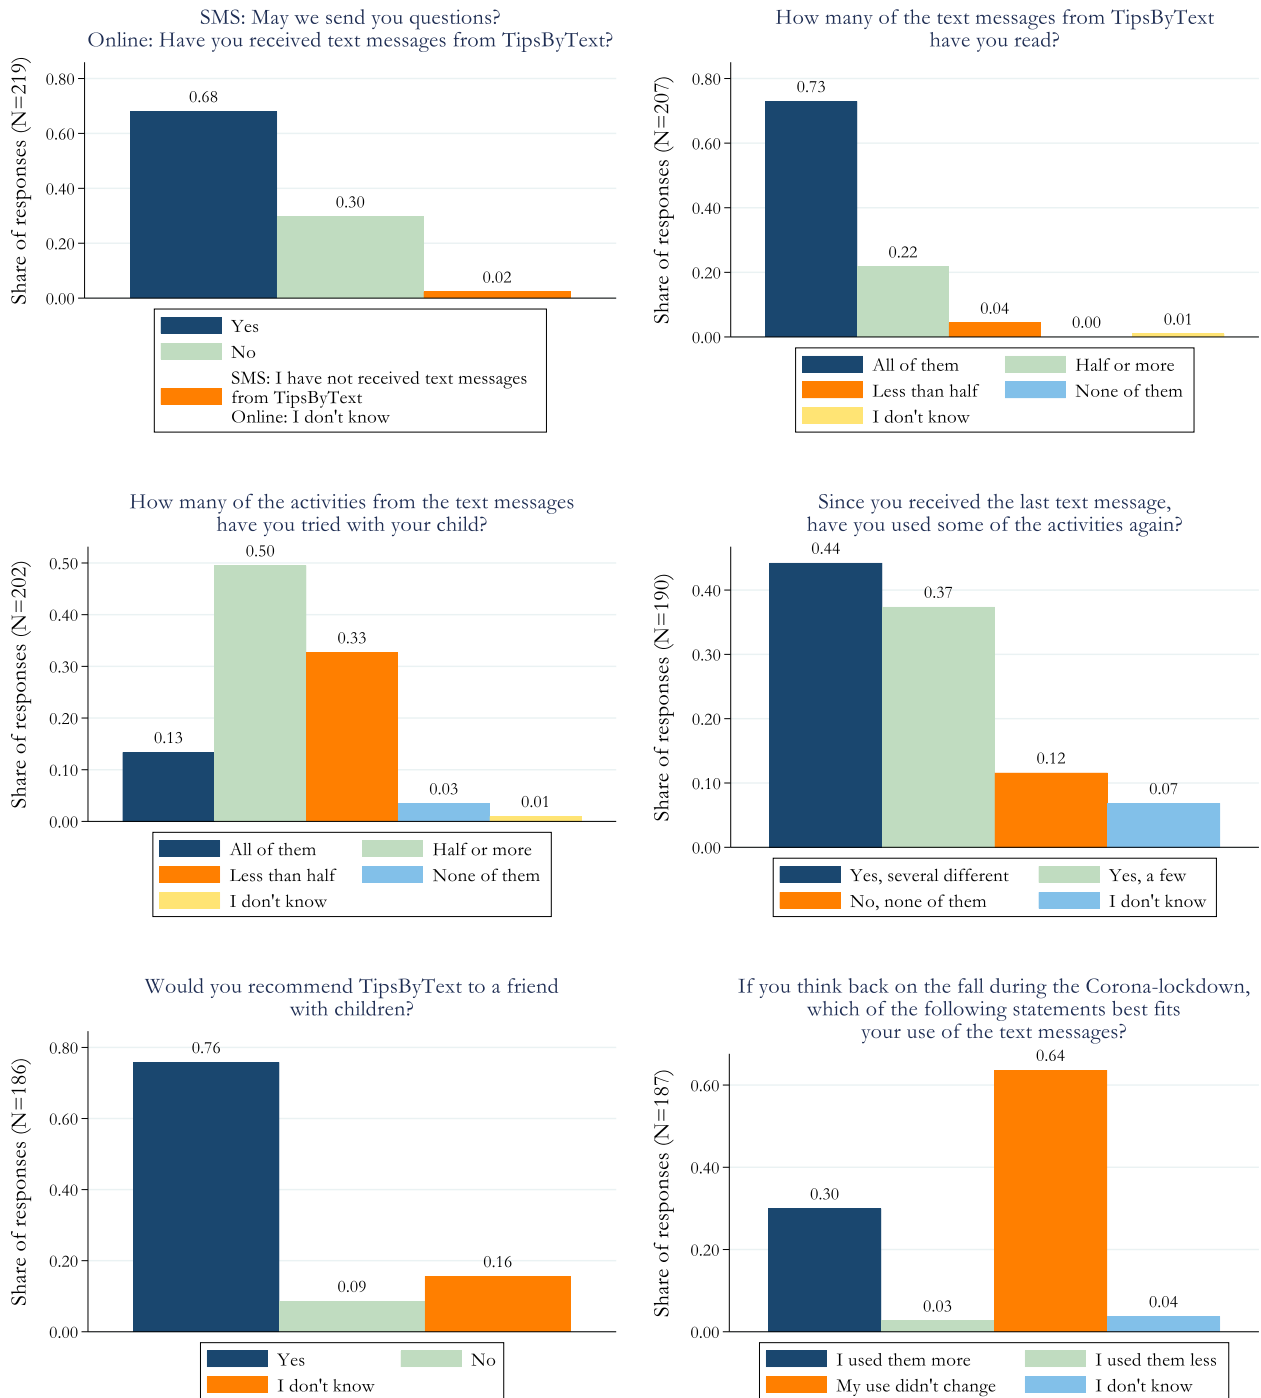 SMS: May we send you questions?
Online: Have you received text messages from TipsByText?
Share of responses (N=219)
0.80
0.60
0.40
0.20
0.00
0.68
0.30
0.02
Yes
No
SMS: I have not received text messages
from TipsByText
Online: I don't know
How many of the text messages from TipsByText
have you read?
Share of responses (N=207)
0.80
0.60
0.40
0.20
0.00
0.73
0.22
0.04
0.00
0.01
All of them
Half or more
Less than half
None of them
I don't know
How many of the activities from the text messages
have you tried with your child?
Share of responses (N=202)
0.50
0.40
0.30
0.20
0.10
0.00
0.13
0.50
0.33
0.03
0.01
All of them
Half or more
Less than half
None of them
I don't know
Since you received the last text message,
have you used some of the activities again?
Share of responses (N=190)
0.40
0.30
0.20
0.10
0.00
0.44
0.37
0.12
0.07
Yes, several different
Yes, a few
No, none of them
I don't know
Would you recommend TipsByText to a friend
with children?
Share of responses (N=186)
0.80
0.60
0.40
0.20
0.00
0.76
0.09
0.16
Yes
No
I don't know
If you think back on the fall during the Corona-lockdown,
which of the following statements best fits
your use of the text messages?
Share of responses (N=187)
0.60
0.40
0.20
0.00
0.30
0.03
0.64
0.04
I used them more
I used them less
My use didn't change
I don't know